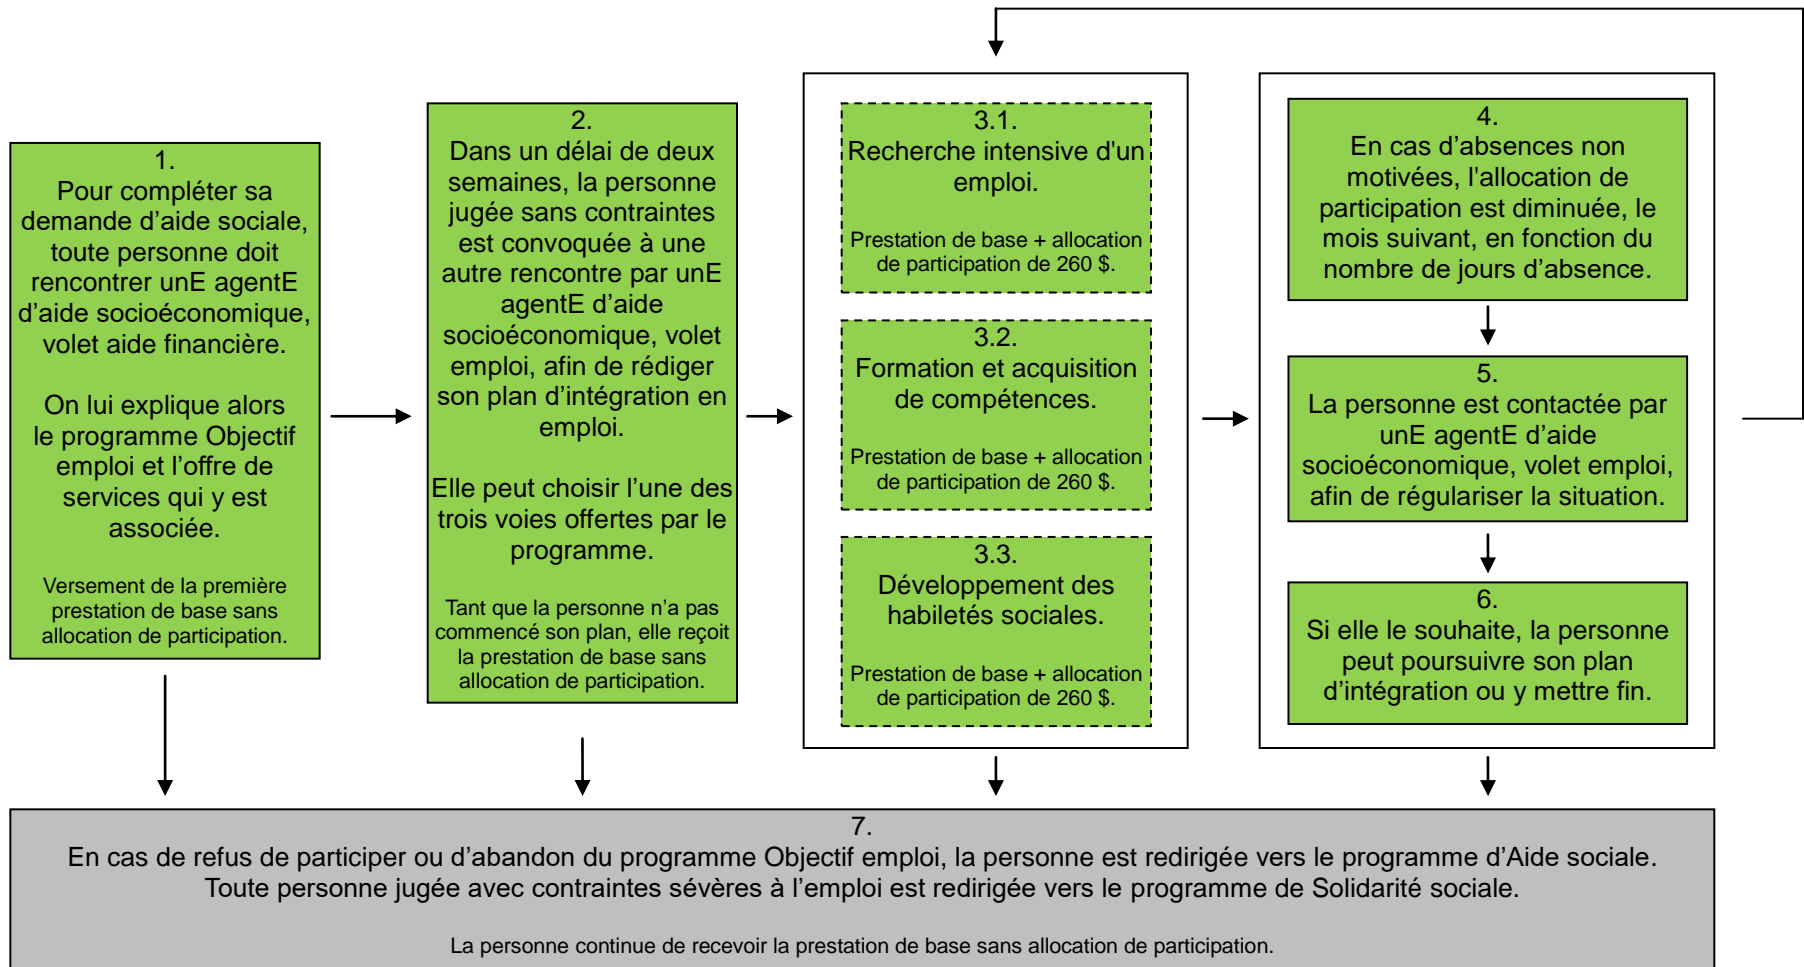 1.
Pour compléter sa
demande d’aide sociale,
toute personne doit
rencontrer unE agentE
d’aide socioéconomique,
volet aide financière.
On lui explique alors
le programme Objectif
emploi et l’offre de
services qui y est
associée.
Versement de la première
prestation de base sans
allocation de participation.
2.
Dans un délai de deux
semaines, la personne
jugée sans contraintes
est convoquée à une
autre rencontre par unE
agentE d’aide
socioéconomique, volet
emploi, afin de rédiger
son plan d’intégration en
emploi.
Elle peut choisir l’une des
trois voies offertes par le
programme.
Tant que la personne n’a pas
commencé son plan, elle reçoit
la prestation de base sans
allocation de participation.
3.1.
Recherche intensive d'un
emploi.
Prestation de base + allocation
de participation de 260 $.
3.2.
Formation et acquisition
de compétences.
Prestation de base + allocation
de participation de 260 $.
3.3.
Développement des
habiletés sociales.
Prestation de base + allocation
de participation de 260 $.
4.
En cas d’absences non
motivées, l'allocation de
participation est diminuée, le
mois suivant, en fonction du
nombre de jours d’absence.
5.
La personne est contactée par
unE agentE d’aide
socioéconomique, volet emploi,
afin de régulariser la situation.
6.
Si elle le souhaite, la personne
peut poursuivre son plan
d’intégration ou y mettre fin.
7.
En cas de refus de participer ou d’abandon du programme Objectif emploi, la personne est redirigée vers le programme d’Aide sociale.
Toute personne jugée avec contraintes sévères à l’emploi est redirigée vers le programme de Solidarité sociale.
La personne continue de recevoir la prestation de base sans allocation de participation.